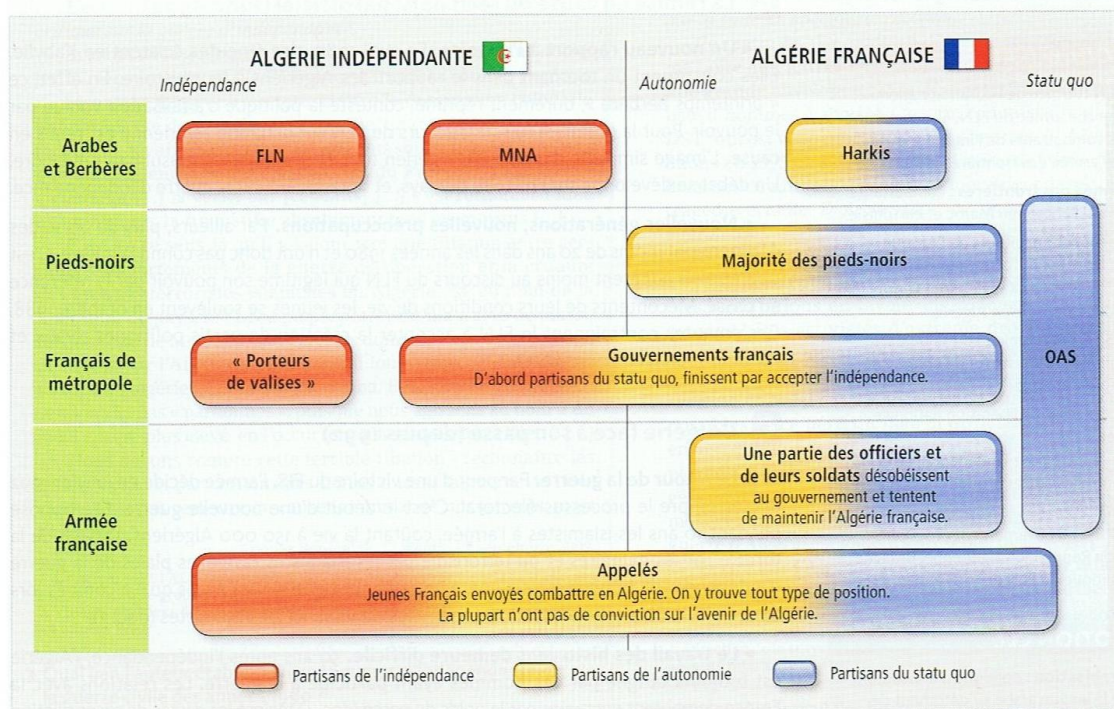 ALGÉRIE INDÉPENDANTE
ALGÉRIE FRANÇAISE
Indépendance
Autonomie
Statu quo
Arabes
et Berbères
FLN
MNA
Harkis
Pieds-noirs
Majorité des pieds-noirs
Français de
métropole
« Porteurs
de valises »
Gouvernements français
D'abord partisans du statu quo, finissent par accepter l'indépendance.
OAS
Armée
française
Une partie des officiers et
de leurs soldats désobéissent
au gouvernement et tentent
de maintenir l'Algérie française.
Appelés
Jeunes Français envoyés combattre en Algérie. On y trouve tout type de position.
La plupart n'ont pas de conviction sur l'avenir de l'Algérie.
Partisans de l'indépendance
Partisans de l'autonomie
Partisans du statu quo